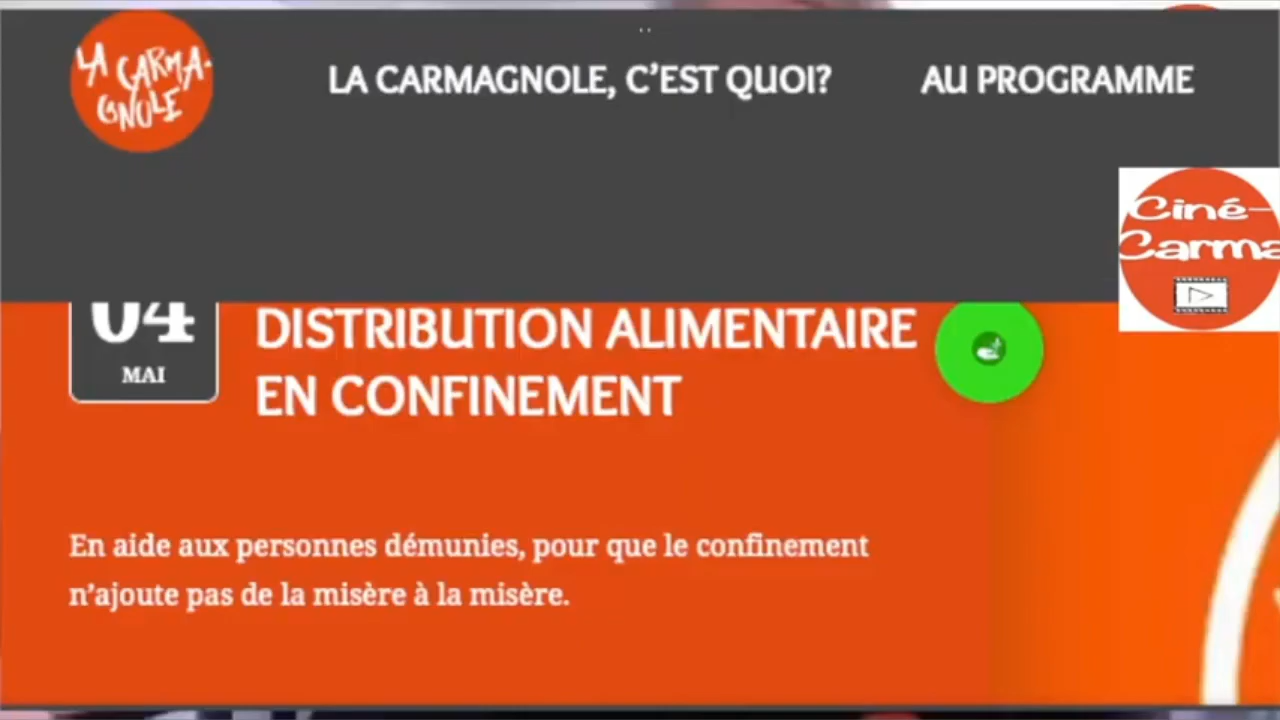 LA CARMA-
GNOLE
LA CARMAGNOLE, C’EST QUOI?
AU PROGRAMME
Ciné-
Carma
04
MAI
DISTRIBUTION ALIMENTAIRE
EN CONFINEMENT
En aide aux personnes démunies, pour que le confinement
n’ajoute pas de la misère à la misère.